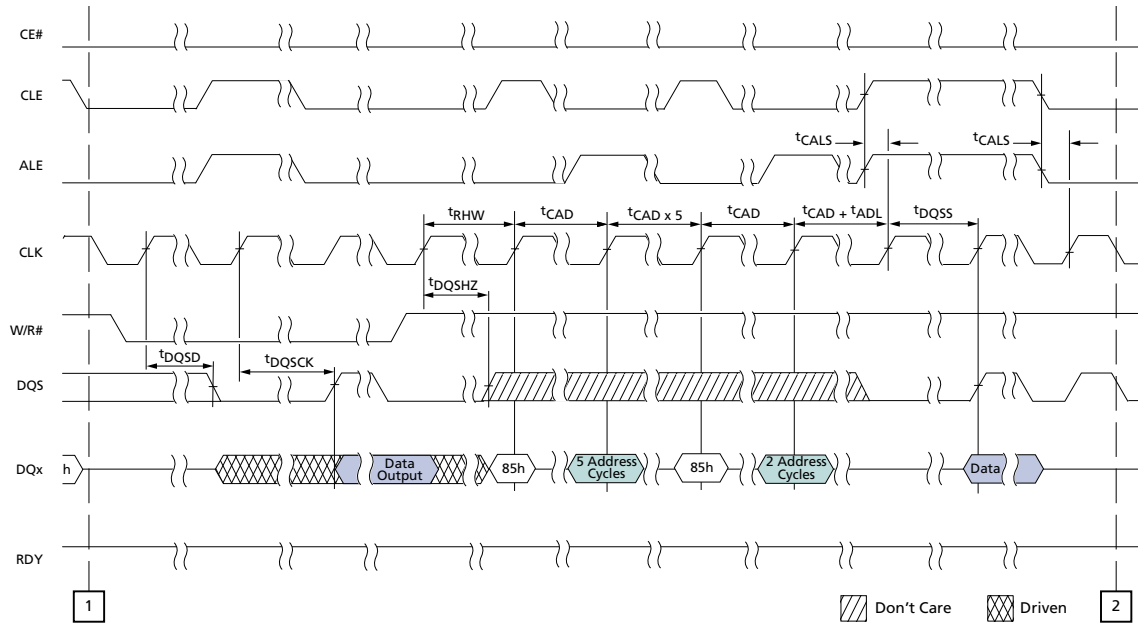 CE#
CLE
tCALS
tCALS
ALE
tRHW
tCAD
tCAD x 5
tCAD
tCAD + tADL
tDQSS
CLK
tDQSHZ
W/R#
tDQSD
tDQSCK
DQS
h
DQx
Data
Output
85h
5 Address
Cycles
85h
2 Address
Cycles
Data
RDY
1
Don't Care
Driven
2